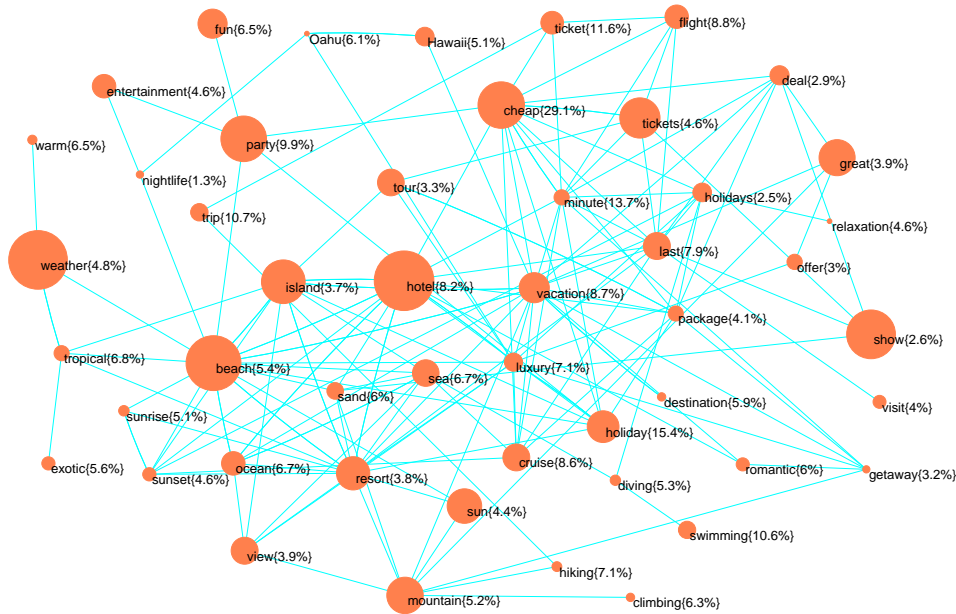 fun{6.5%}
Oahu{6.1%}
Hawaii{5.1%}
ticket{11.6%}
flight{8.8%}
deal{2.9%}
entertainment{4.6%}
cheap{29.1%}
tickets{4.6%}
warm{6.5%}
party{9.9%}
great{3.9%}
nightlife{1.3%}
tour{3.3%}
minute{13.7%}
holidays{2.5%}
trip{10.7%}
relaxation{4.6%}
last{7.9%}
weather{4.8%}
offer{3%}
island{3.7%}
hotel{8.2%}
vacation{8.7%}
package{4.1%}
show{2.6%}
tropical{6.8%}
beach{5.4%}
luxury{7.1%}
sea{6.7%}
sand{6%}
destination{5.9%}
visit{4%}
sunrise{5.1%}
holiday{15.4%}
exotic{5.6%}
sunset{4.6%}
ocean{6.7%}
resort{3.8%}
cruise{8.6%}
diving{5.3%}
romantic{6%}
getaway{3.2%}
sun{4.4%}
swimming{10.6%}
view{3.9%}
hiking{7.1%}
mountain{5.2%}
climbing{6.3%}